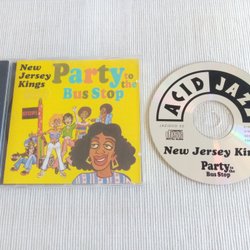 New
Jersey
Kings
Party
to
the
Bus Stop
ACID JAZZ
New Jersey Kings
Party
to
the
Bus Stop